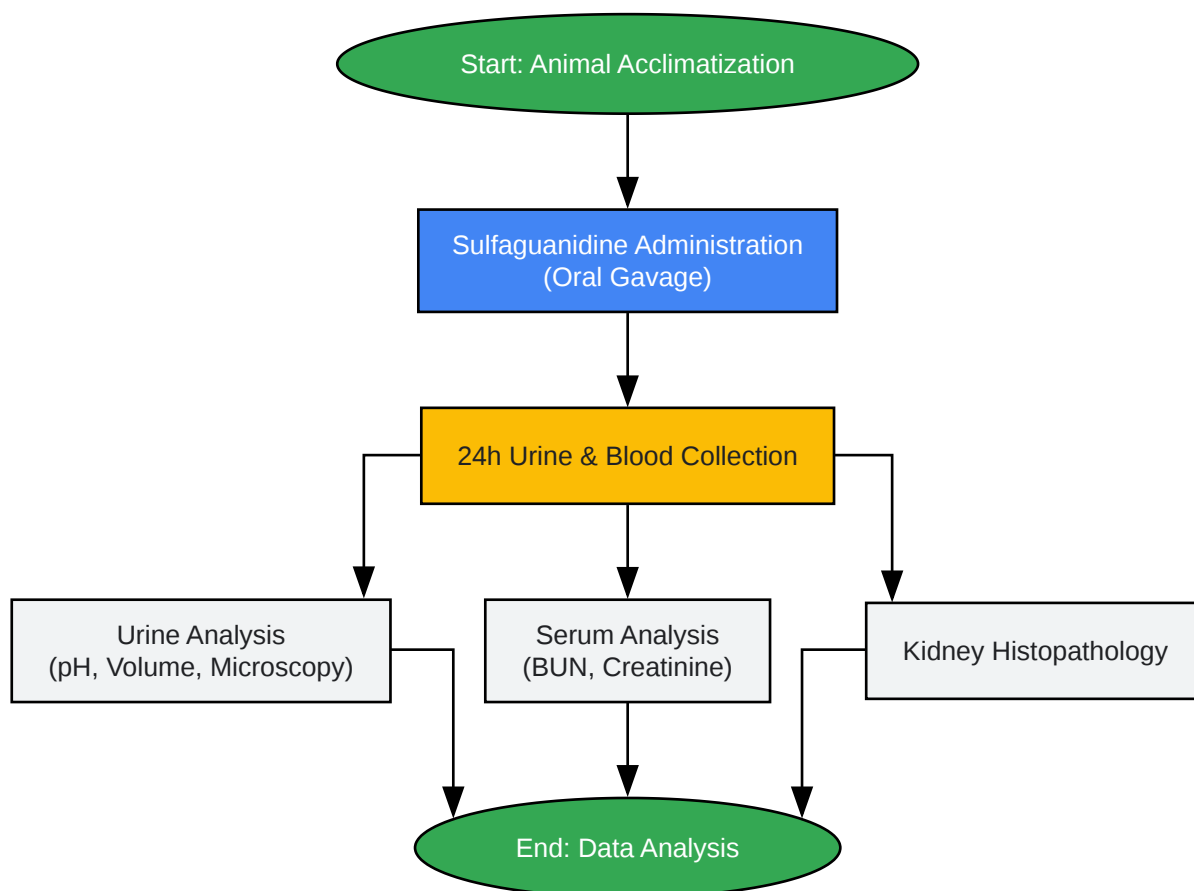 Start: Animal Acclimatization
Sulfaguanidine Administration
(Oral Gavage)
24h Urine & Blood Collection
Urine Analysis
(pH, Volume, Microscopy)
Serum Analysis
(BUN, Creatinine)
Kidney Histopathology
End: Data Analysis